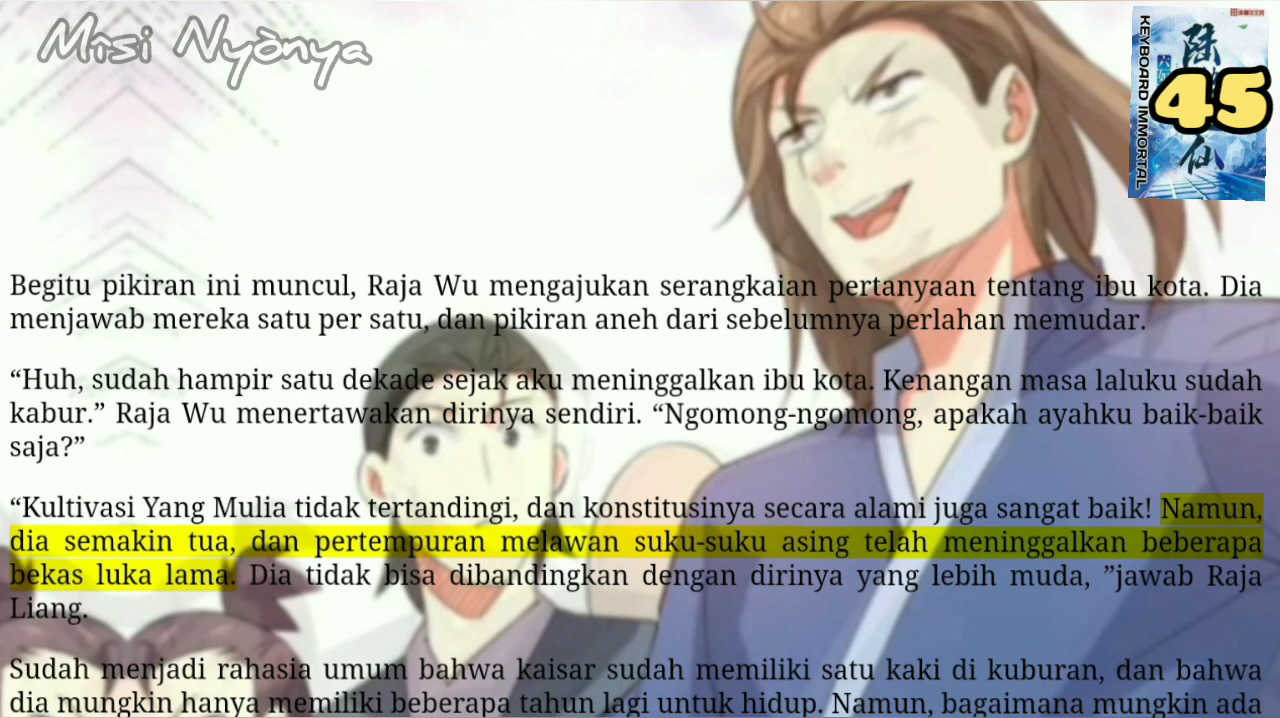 Misi Nyònya
KEYBOARD IMMORTAL
45
仙
Begitu pikiran ini muncul, Raja Wu mengajukan serangkaian pertanyaan tentang ibu kota. Dia
menjawab mereka satu per satu, dan pikiran aneh dari sebelumnya perlahan memudar.
“Huh, sudah hampir satu dekade sejak aku meninggalkan ibu kota. Kenangan masa laluku sudah
kabur.” Raja Wu menertawakan dirinya sendiri. “Ngomong-ngomong, apakah ayahku baik-baik
saja?”
“Kultivasi Yang Mulia tidak tertandingi, dan konstitusinya secara alami juga sangat baik! Namun,
dia semakin tua, dan pertempuran melawan suku-suku asing telah meninggalkan beberapa
bekas luka lama. Dia tidak bisa dibandingkan dengan dirinya yang lebih muda, ”jawab Raja
Liang.
Sudah menjadi rahasia umum bahwa kaisar sudah memiliki satu kaki di kuburan, dan bahwa
dia mungkin hanya memiliki beberapa tahun lagi untuk hidup. Namun, bagaimana mungkin ada